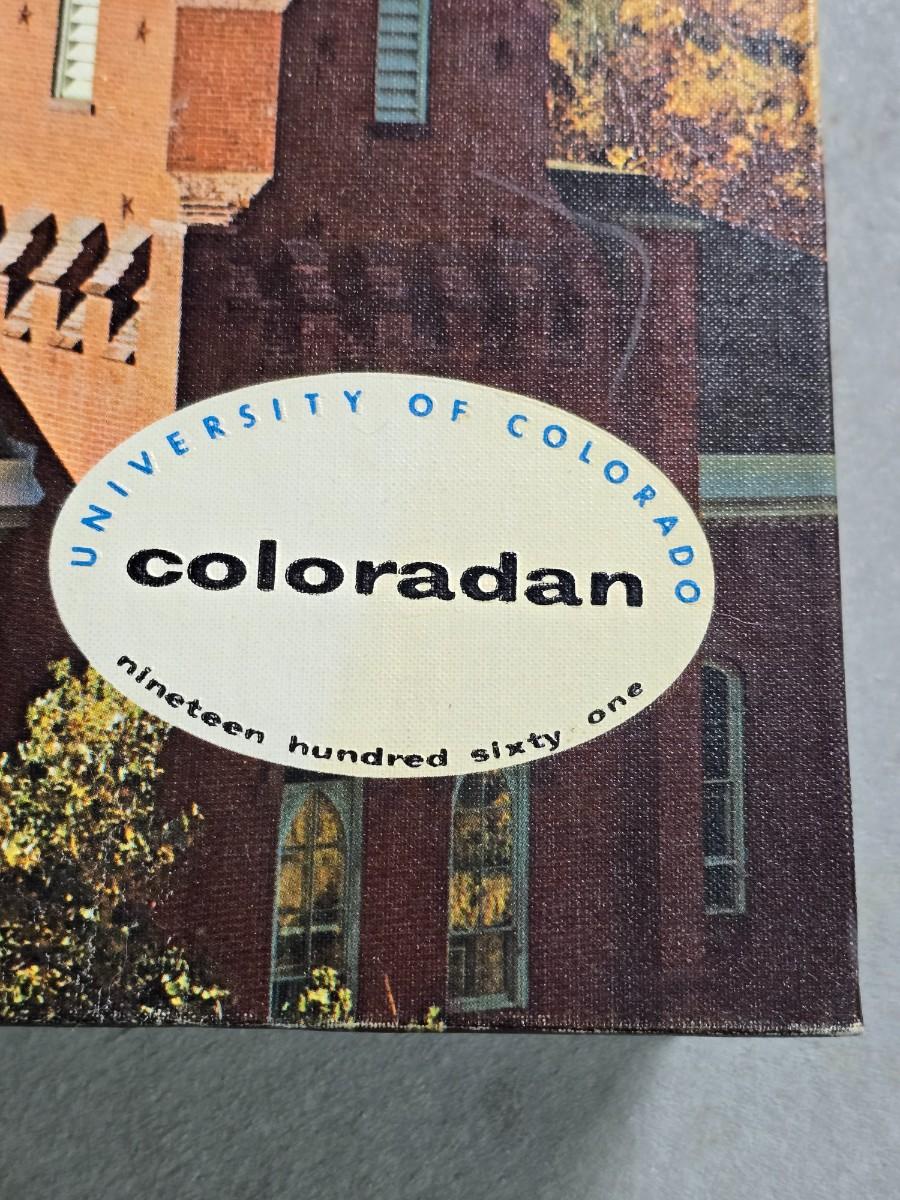 UNIVERSITY OF COLORADO
coloradan
nineteen hundred sixty one